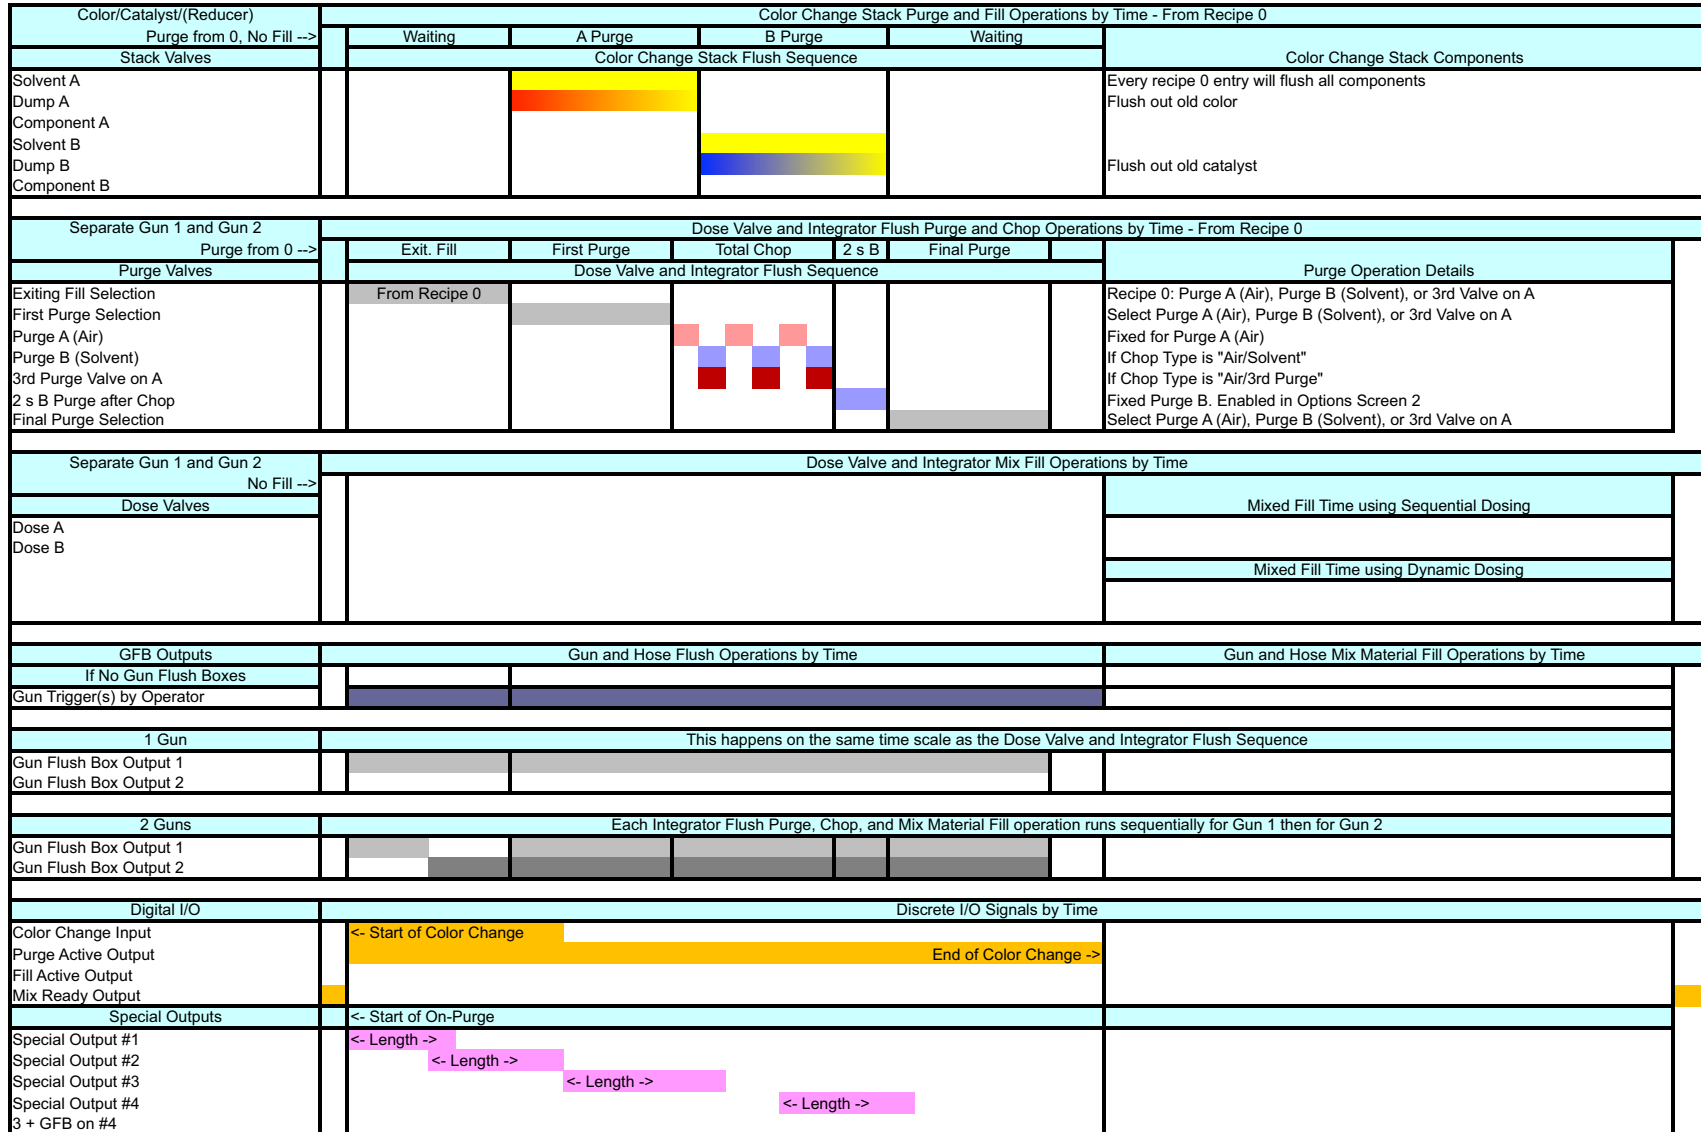 Color/Catalyst/(Reducer)
Color Change Stack Purge and Fill Operations by Time - From Recipe 0
Purge from 0, No Fill -->
Waiting
A Purge
B Purge
Waiting
Stack Valves
Color Change Stack Flush Sequence
Color Change Stack Components
Solvent A
Every recipe 0 entry will flush all components
Dump A
Flush out old color
Component A
Solvent B
Dump B
Flush out old catalyst
Component B
Separate Gun 1 and Gun 2
Dose Valve and Integrator Flush Purge and Chop Operations by Time - From Recipe 0
Purge from 0 -->
Exit. Fill
First Purge
Total Chop
2 s B
Final Purge
Purge Valves
Dose Valve and Integrator Flush Sequence
Purge Operation Details
Exiting Fill Selection
From Recipe 0
Recipe 0: Purge A (Air), Purge B (Solvent), or 3rd Valve on A
First Purge Selection
Select Purge A (Air), Purge B (Solvent), or 3rd Valve on A
Purge A (Air)
Fixed for Purge A (Air)
Purge B (Solvent)
If Chop Type is "Air/Solvent"
3rd Purge Valve on A
If Chop Type is "Air/3rd Purge"
2 s B Purge after Chop
Fixed Purge B. Enabled in Options Screen 2
Final Purge Selection
Select Purge A (Air), Purge B (Solvent), or 3rd Valve on A
Separate Gun 1 and Gun 2
Dose Valve and Integrator Mix Fill Operations by Time
No Fill -->
Dose Valves
Mixed Fill Time using Sequential Dosing
Dose A
Dose B
Mixed Fill Time using Dynamic Dosing
GFB Outputs
Gun and Hose Flush Operations by Time
Gun and Hose Mix Material Fill Operations by Time
If No Gun Flush Boxes
Gun Trigger(s) by Operator
1 Gun
This happens on the same time scale as the Dose Valve and Integrator Flush Sequence
Gun Flush Box Output 1
Gun Flush Box Output 2
2 Guns
Each Integrator Flush Purge, Chop, and Mix Material Fill operation runs sequentially for Gun 1 then for Gun 2
Gun Flush Box Output 1
Gun Flush Box Output 2
Digital I/O
Discrete I/O Signals by Time
Color Change Input
<- Start of Color Change
Purge Active Output
End of Color Change ->
Fill Active Output
Mix Ready Output
Special Outputs
<- Start of On-Purge
Special Output #1
<- Length ->
Special Output #2
<- Length ->
Special Output #3
<- Length ->
Special Output #4
<- Length ->
3 + GFB on #4